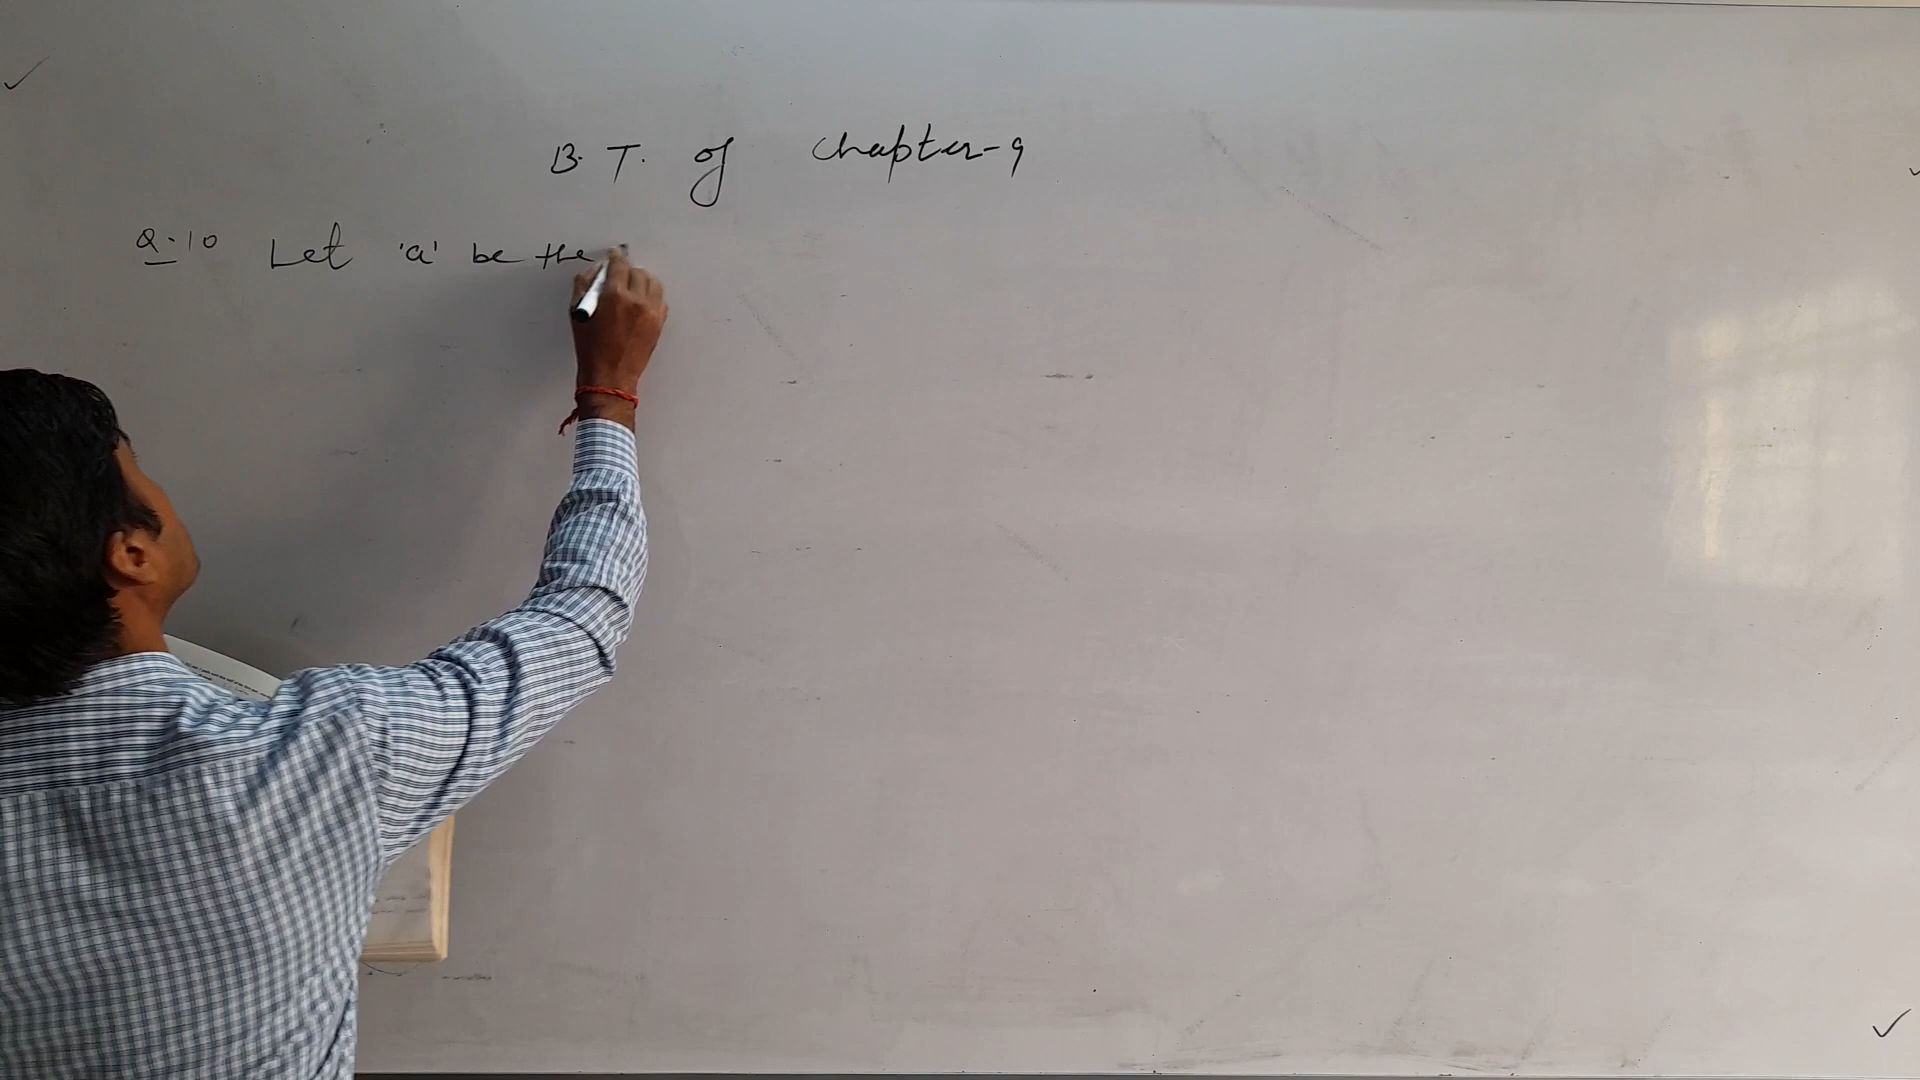 B. T. of Chapter-9
Q.10 Let 'a' be the